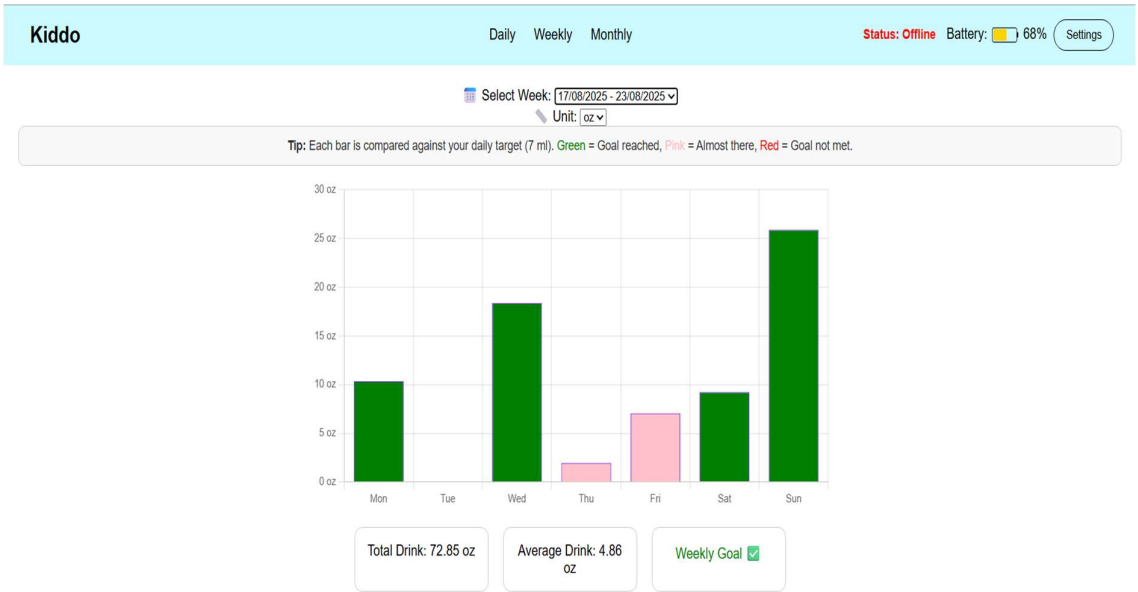 Kiddo
Daily Weekly Monthly
Status: Offline Battery: 68% Settings
Select Week: 17/08/2025 - 23/08/2025
Unit: oz
Tip: Each bar is compared against your daily target (7 ml). Green = Goal reached, Pink = Almost there, Red = Goal not met.
30 oz
25 oz
20 oz
15 oz
10 oz
5 oz
0 oz
Mon Tue Wed Thu Fri Sat Sun
Total Drink: 72.85 oz
Average Drink: 4.86
oz
Weekly Goal ✅